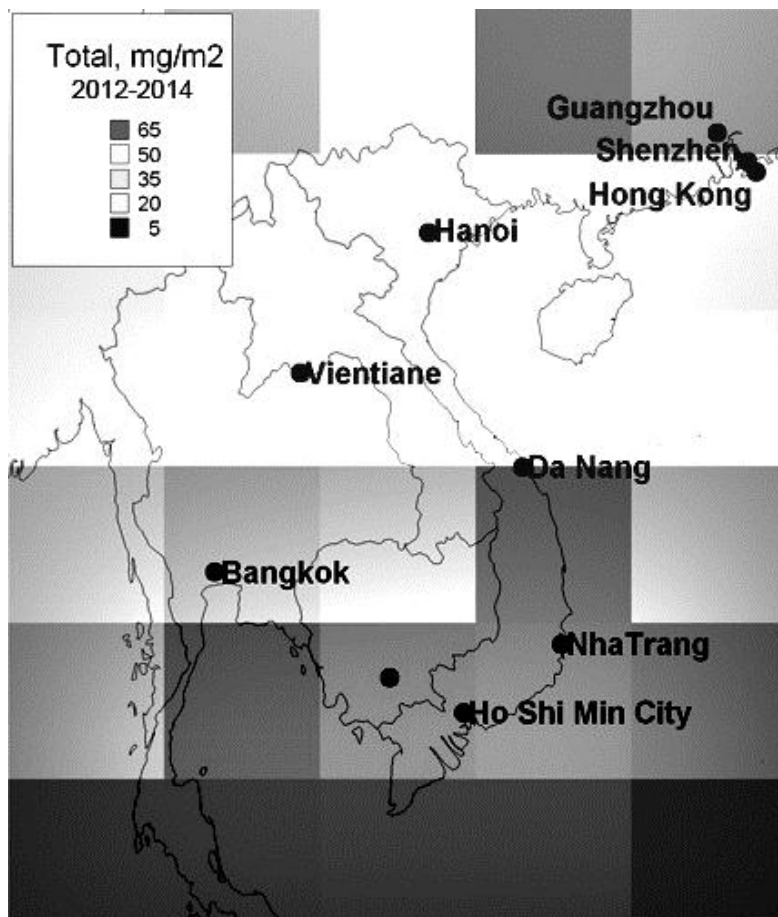 Total, mg/m2
2012-2014
65
50
35
20
5
Guangzhou
Shenzhen
Hong Kong
Hanoi
Vientiane
Da Nang
Bangkok
NhaTrang
Ho Shi Min City